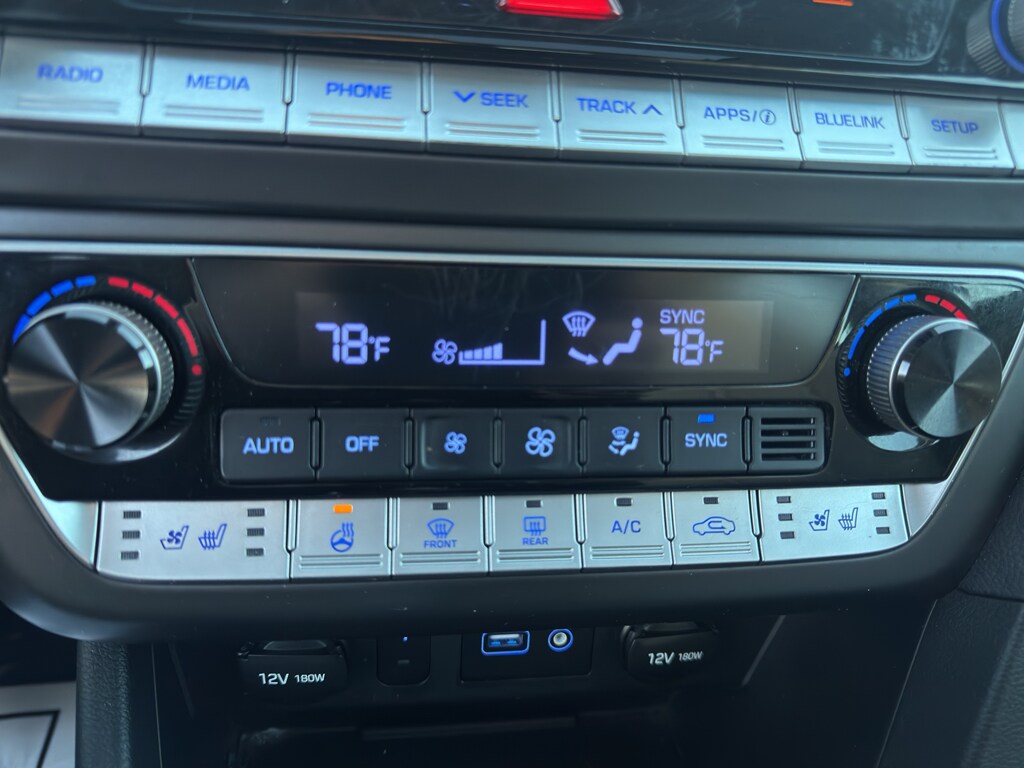 RADIO
MEDIA
PHONE
SEEK
TRACK
APPS/i
BLUELINK
SETUP
78°F
SYNC
78°F
AUTO
OFF
SYNC
FRONT
REAR
A/C
12V 180W
12V 180W